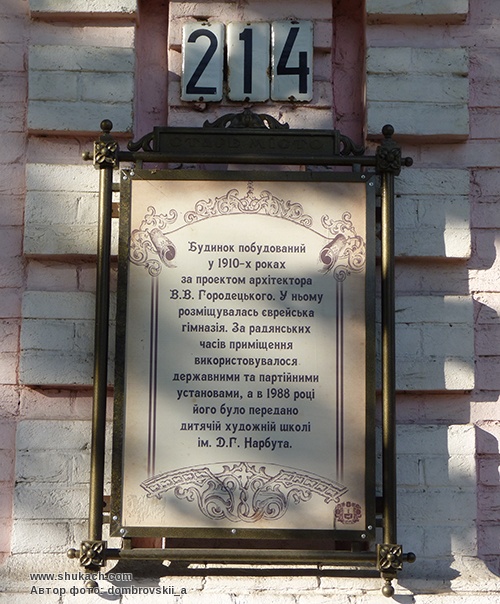 214
СТАРЕ МІСТО
Будинок побудований
у 1910-х роках
за проектом архітектора
В.В. Городецького. У ньому
розміщувалась єврейська
гімназія. За радянських
часів приміщення
використовувалося
державними та партійними
установами, а в 1988 році
його було передано
дитячій художній школі
ім. Д.Г. Нарбута.
www.shukach.com
Автор фото: dombrovskii_a